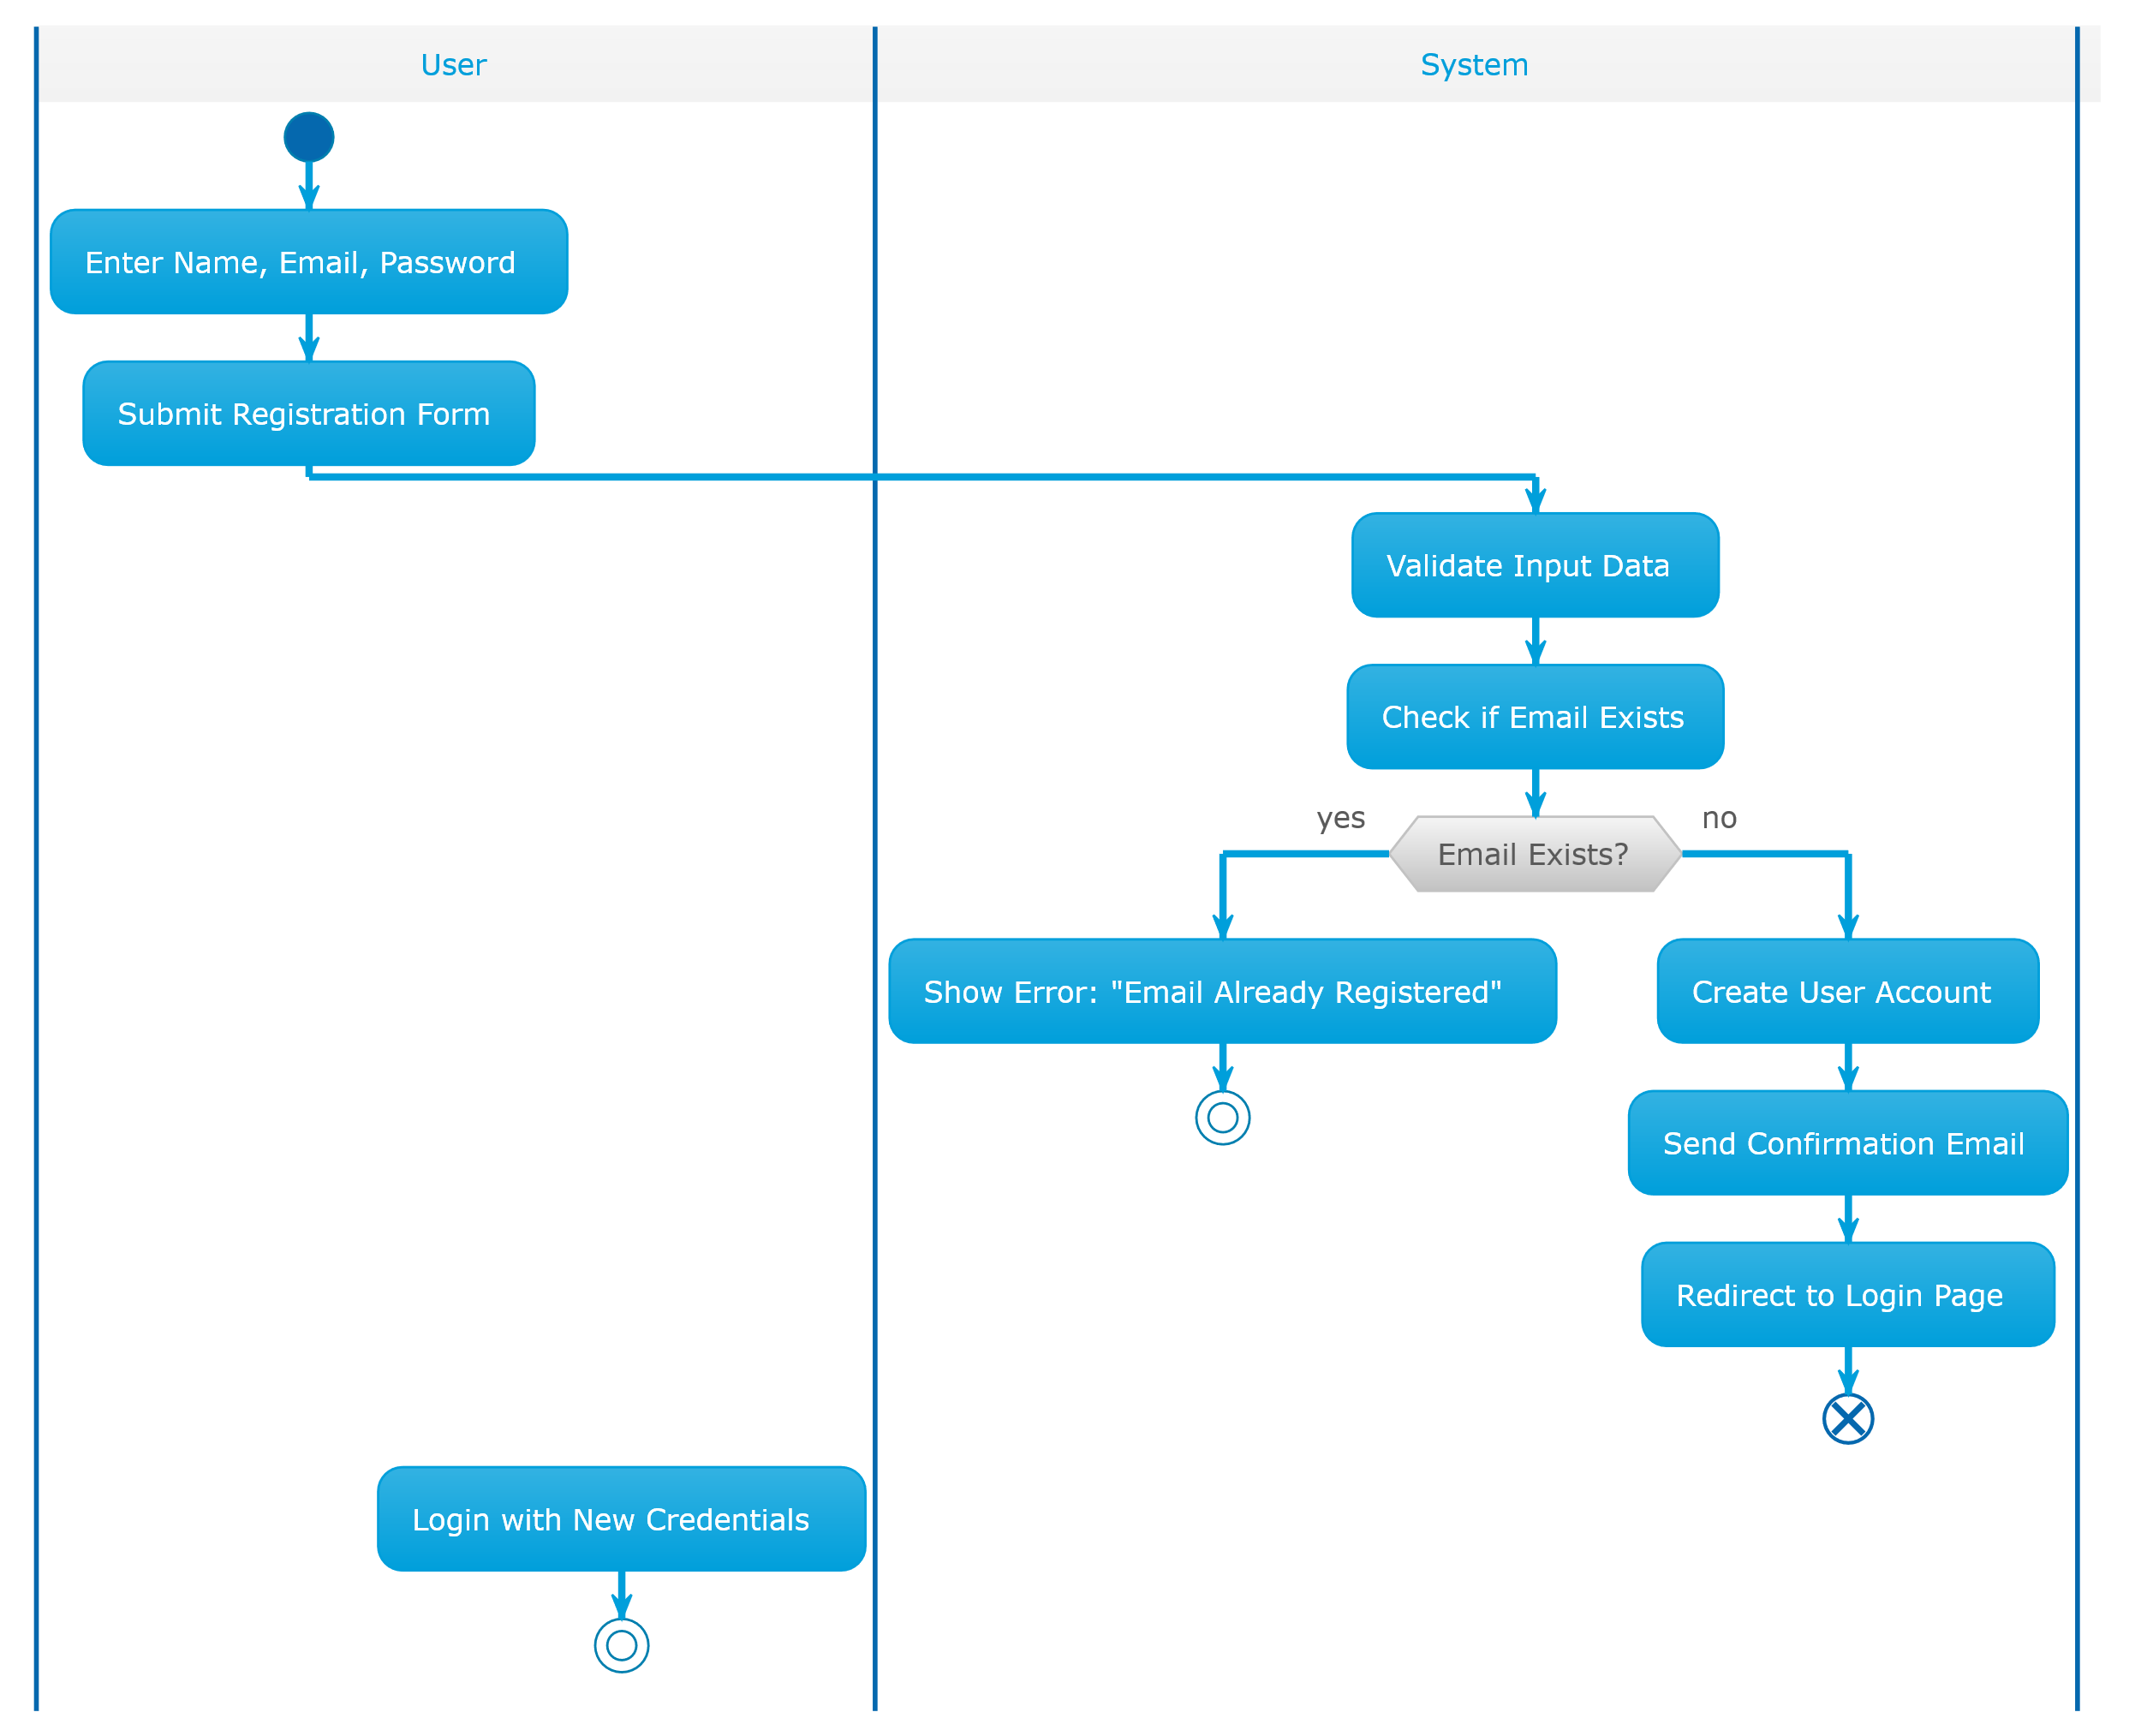 User
System
Enter Name, Email, Password
Submit Registration Form
Validate Input Data
Check if Email Exists
yes
Email Exists?
no
Show Error: "Email Already Registered"
Create User Account
Send Confirmation Email
Redirect to Login Page
Login with New Credentials